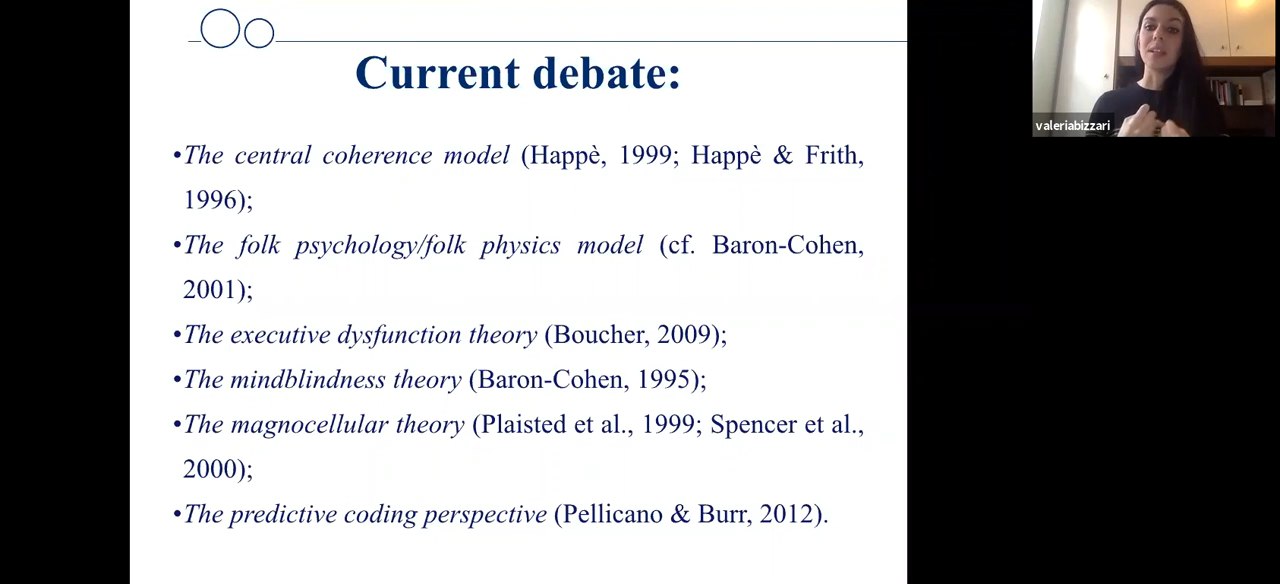 Current debate:
•The central coherence model (Happè, 1999; Happè & Frith,
1996);
•The folk psychology/folk physics model (cf. Baron-Cohen,
2001);
•The executive dysfunction theory (Boucher, 2009);
•The mindblindness theory (Baron-Cohen, 1995);
•The magnocellular theory (Plaisted et al., 1999; Spencer et al.,
2000);
•The predictive coding perspective (Pellicano & Burr, 2012).
valeriabizzari